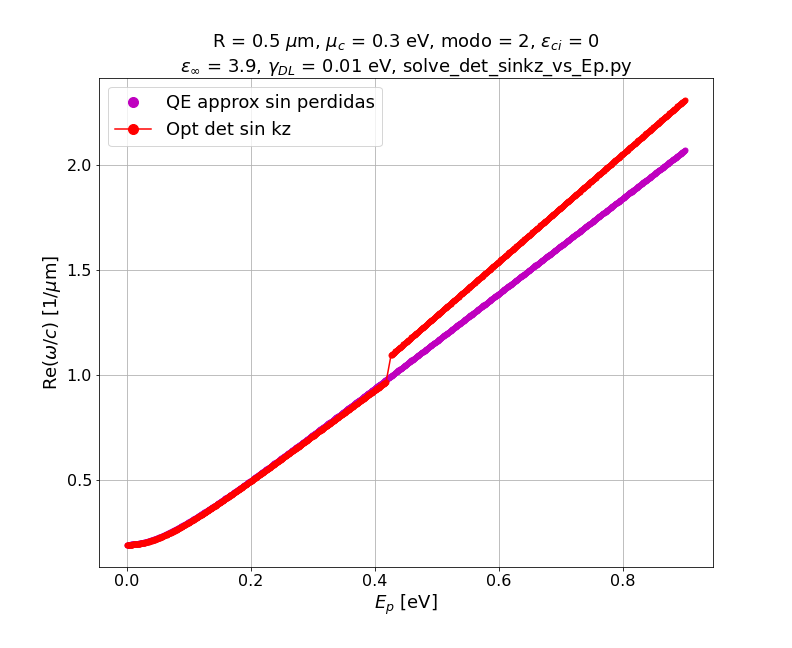 R = 0.5 μm, μ_c = 0.3 eV, modo = 2, ε_ci = 0
ε_∞ = 3.9, γ_DL = 0.01 eV, solve_det_sinkz_vs_Ep.py
QE approx sin perdidas
Opt det sin kz
2.0
1.5
1.0
0.5
Re(ω/c) [1/μm]
0.0 0.2 0.4 0.6 0.8
E_p [eV]